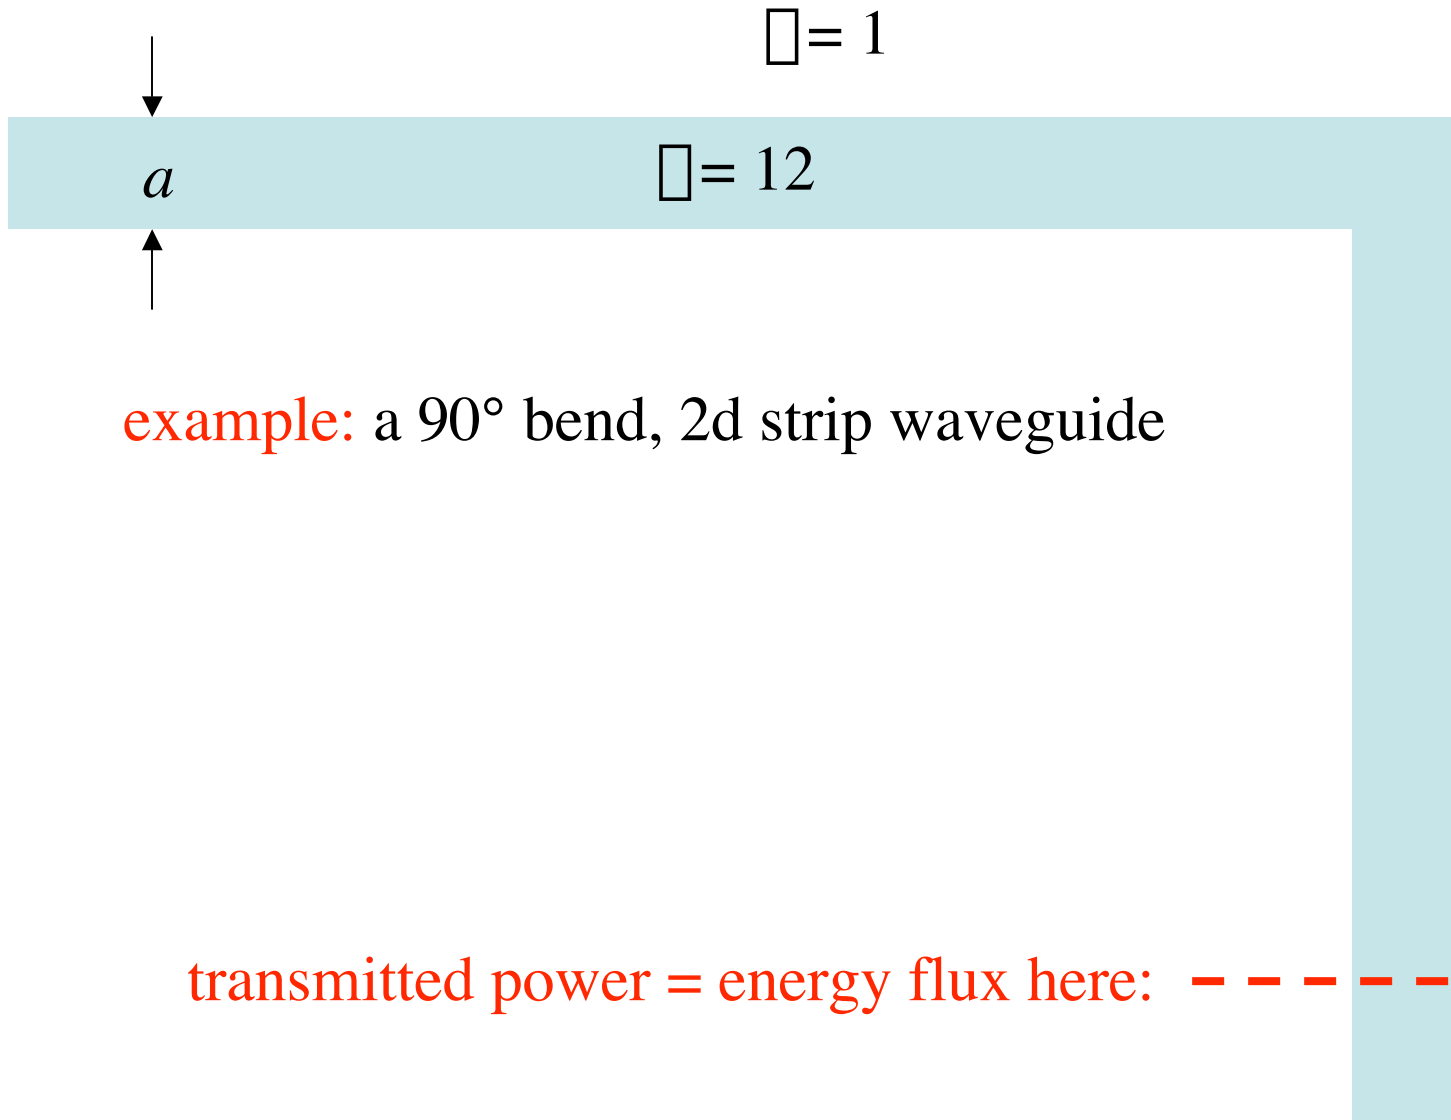 ▯= 1
▯= 12
a
example: a 90° bend, 2d strip waveguide
transmitted power = energy flux here: